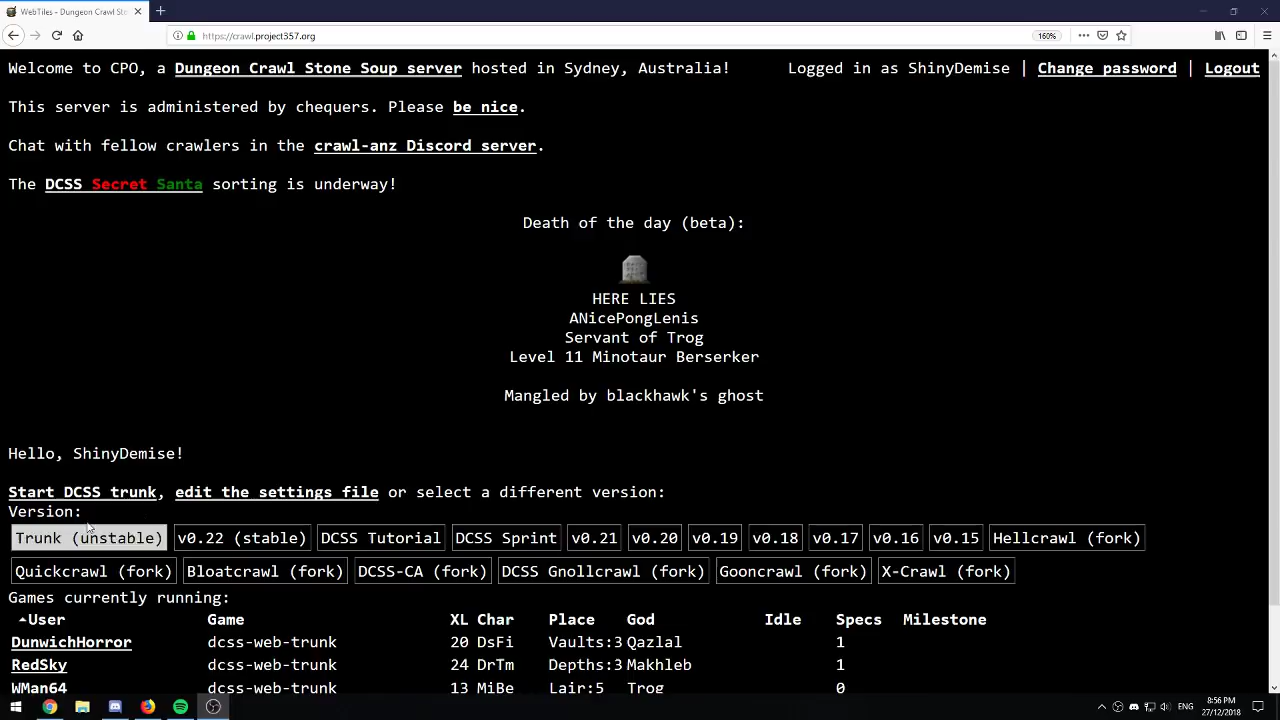 WebTiles - Dungeon Crawl Ston
https://crawl.project357.org
160%
Welcome to CPO, a Dungeon Crawl Stone Soup server hosted in Sydney, Australia!
Logged in as ShinyDemise | Change password | Logout
This server is administered by chequers. Please be nice.
Chat with fellow crawlers in the crawl-anz Discord server.
The DCSS Secret Santa sorting is underway!
Death of the day (beta):
HERE LIES
ANicePongLenis
Servant of Trog
Level 11 Minotaur Berserker
Mangled by blackhawk's ghost
Hello, ShinyDemise!
Start DCSS trunk, edit the settings file or select a different version:
Version:
Trunk (unstable) v0.22 (stable) DCSS Tutorial DCSS Sprint v0.21 v0.20 v0.19 v0.18 v0.17 v0.16 v0.15 Hellcrawl (fork)
Quickcrawl (fork) Bloatcrawl (fork) DCSS-CA (fork) DCSS Gnollcrawl (fork) Gooncrawl (fork) X-Crawl (fork)
Games currently running:
User Game XL Char Place God Idle Specs Milestone
DunwichHorror dcss-web-trunk 20 DsFi Vaults:3 Qazlal 1
RedSky dcss-web-trunk 24 DrTm Depths:3 Makhleb 1
WMan64 dcss-web-trunk 13 MiBe Lair:5 Trog 0
ENG
8:56 PM
27/12/2018